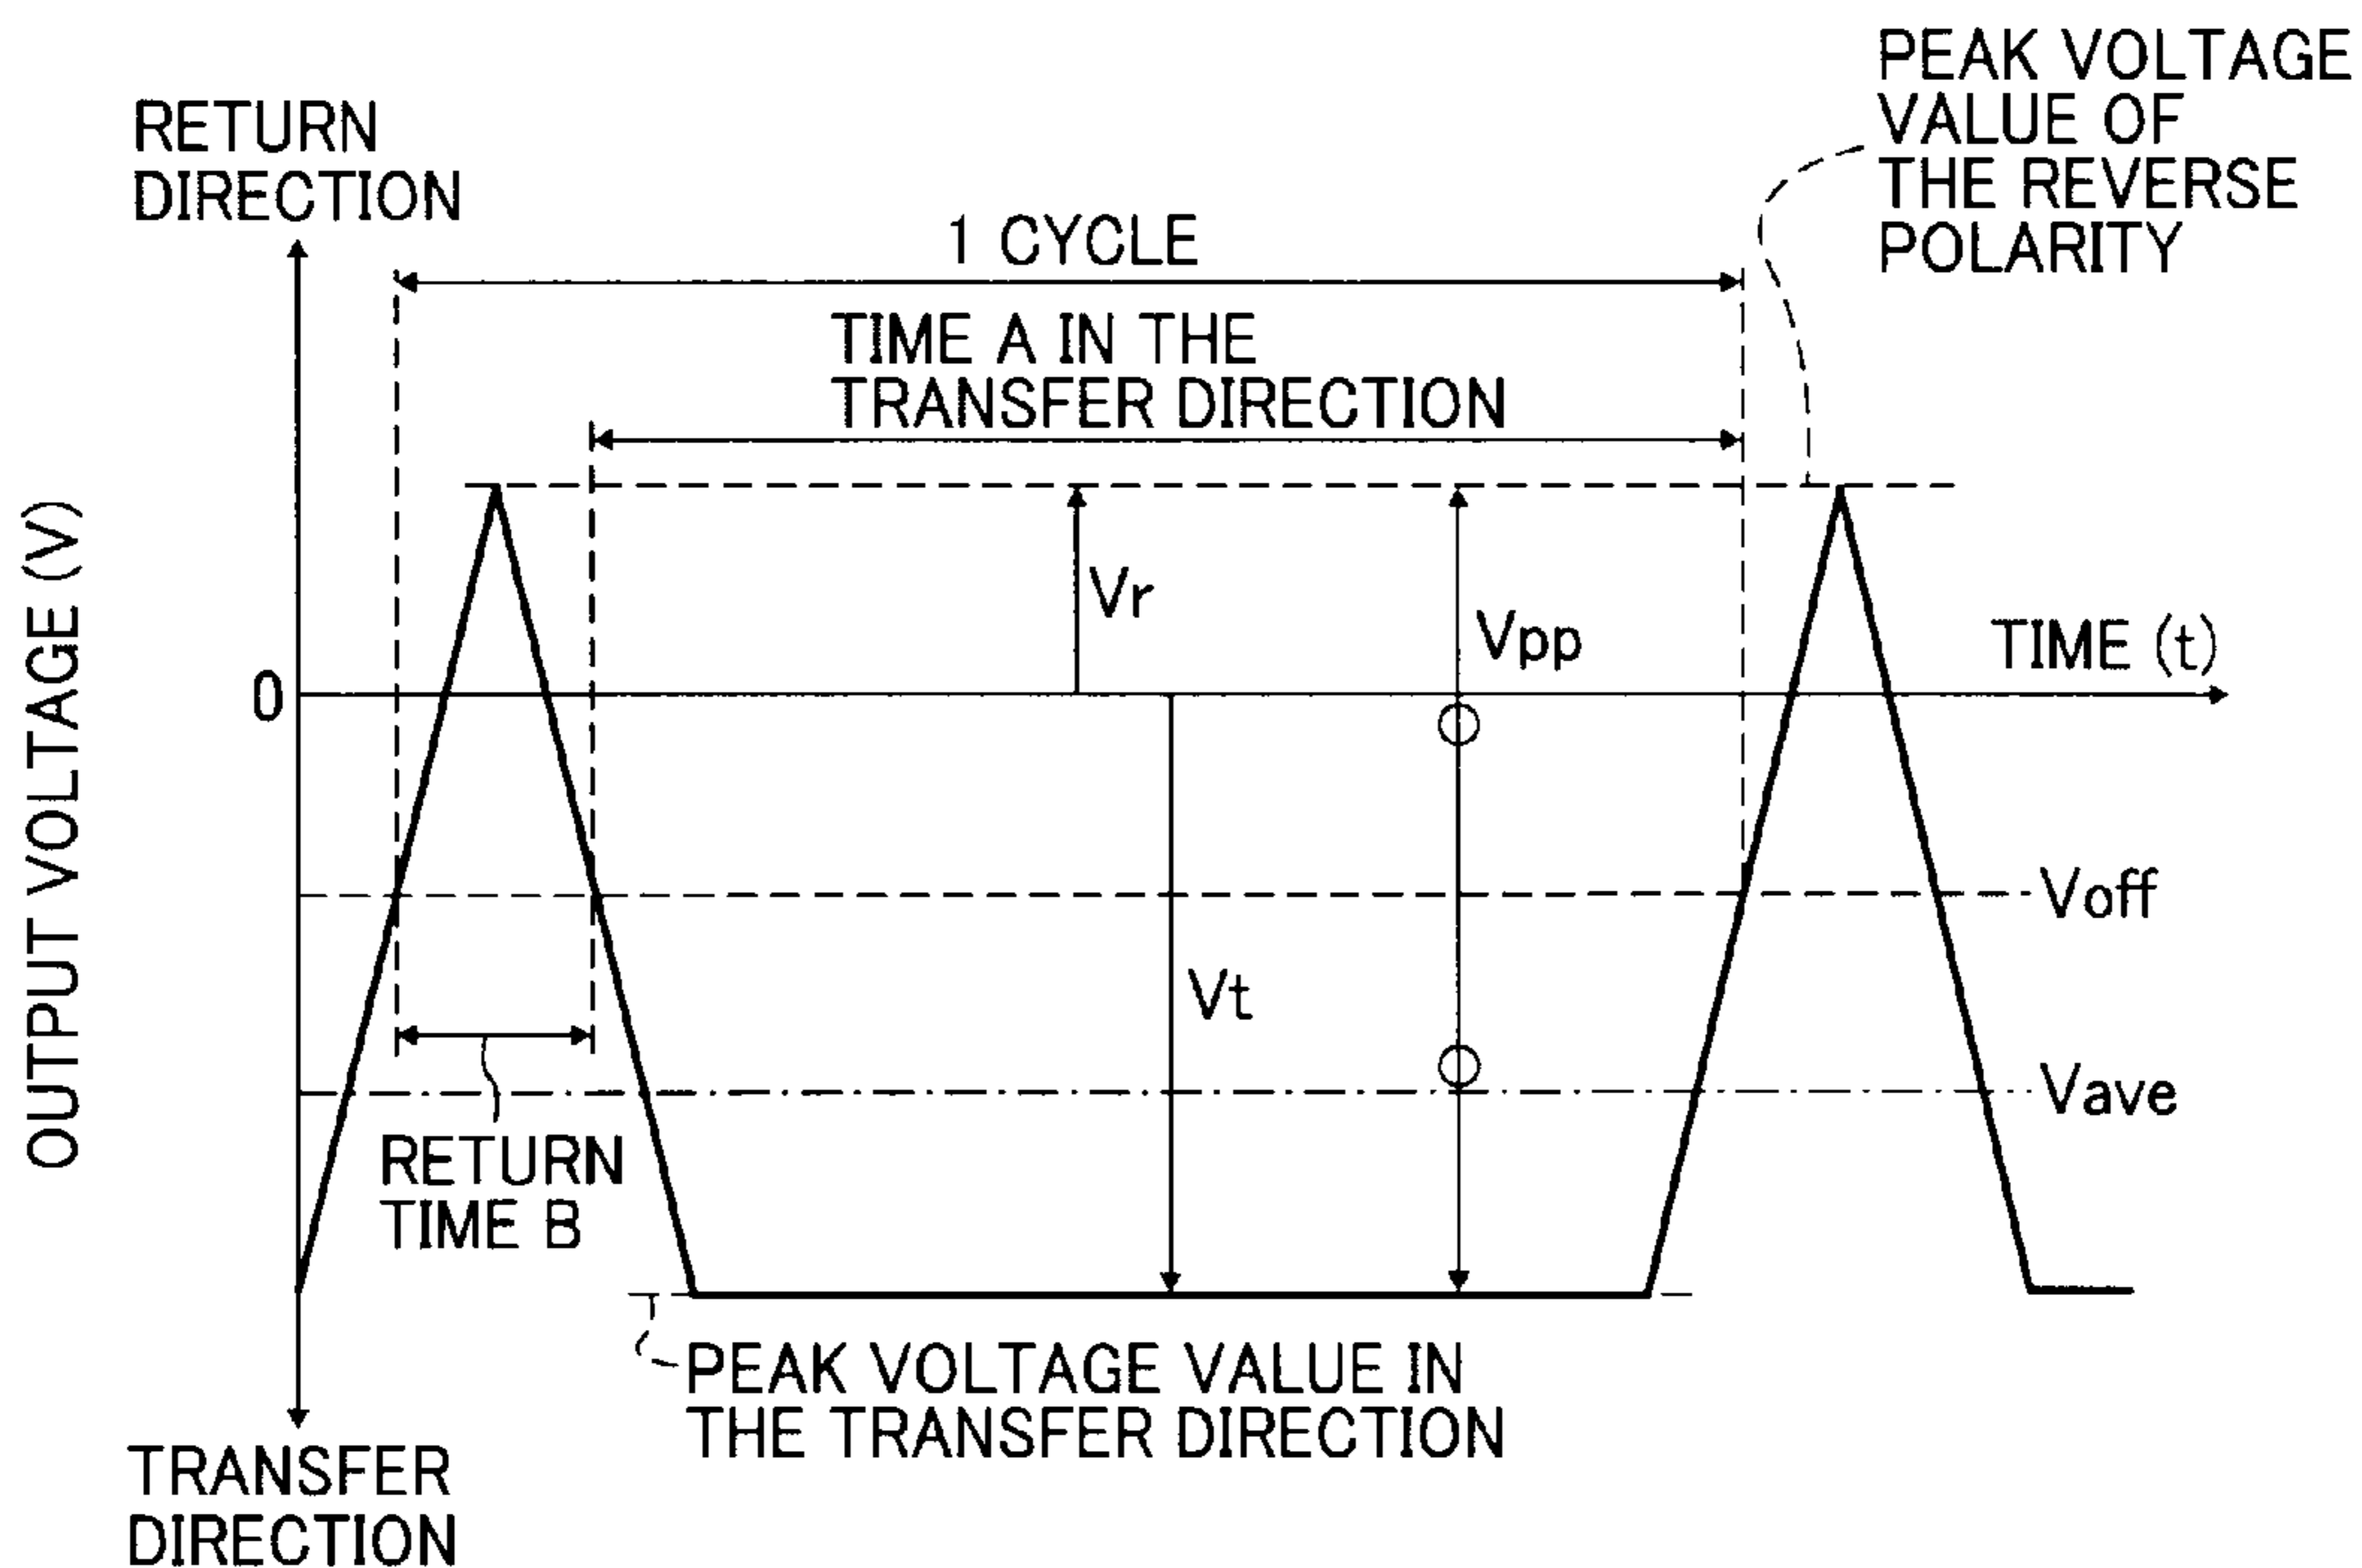 PEAK VOLTAGE
VALUE OF
THE REVERSE
POLARITY
RETURN
DIRECTION
1 CYCLE
TIME A IN THE
TRANSFER DIRECTION
OUTPUT VOLTAGE (V)
Vr
Vpp
TIME (t)
0
Voff
Vt
Vave
RETURN
TIME B
PEAK VOLTAGE VALUE IN
THE TRANSFER DIRECTION
TRANSFER
DIRECTION